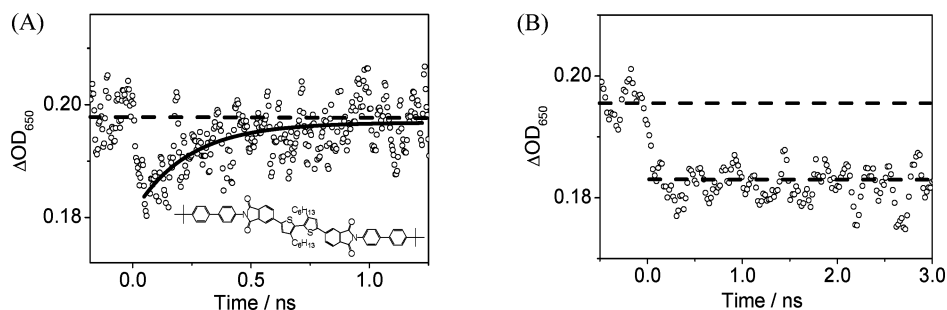 (A)
ΔOD650
0.20
0.18
C6H13
O O
N S S N
O O
C6H13
0.0 0.5 1.0
Time / ns
(B)
ΔOD650
0.20
0.18
0.0 1.0 2.0 3.0
Time / ns